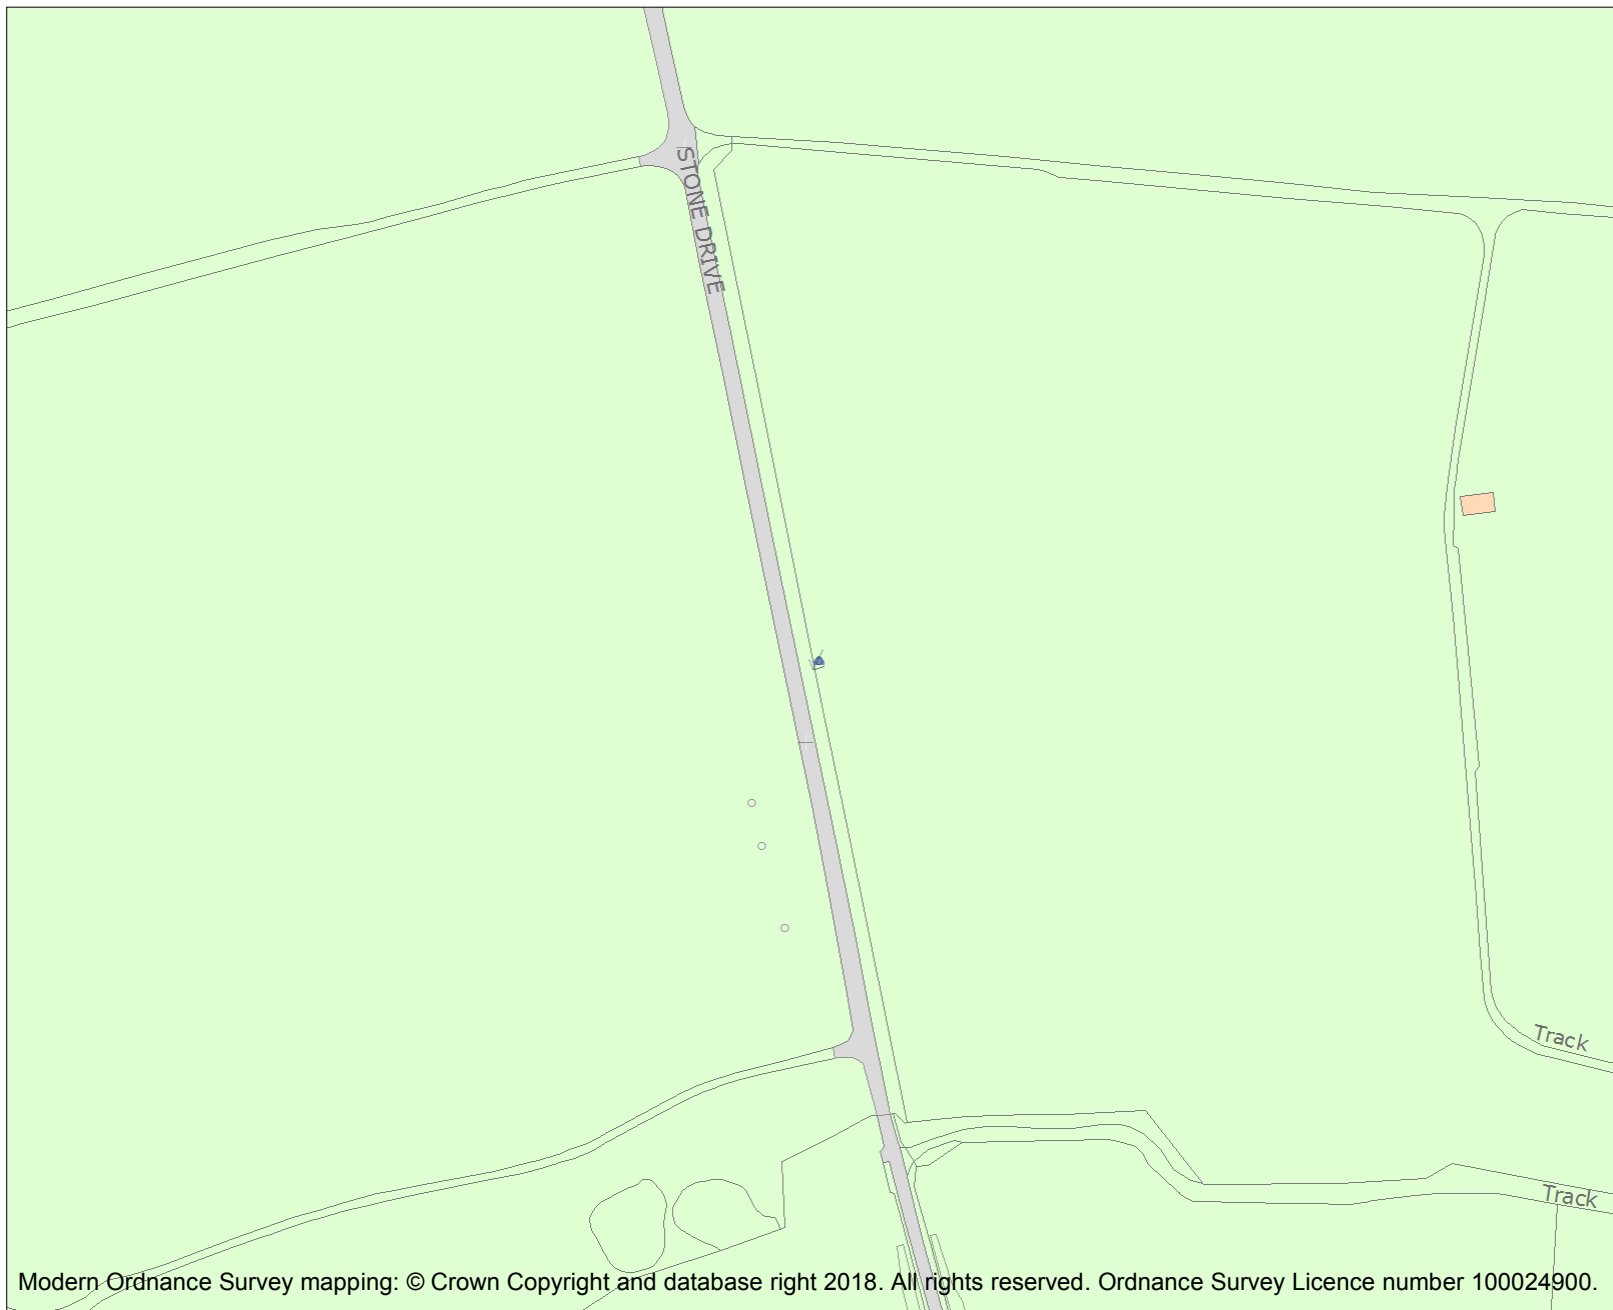 STONE DRIVE
Track
Track
Modern Ordnance Survey mapping: © Crown Copyright and database right 2018. All rights reserved. Ordnance Survey Licence number 100024900.